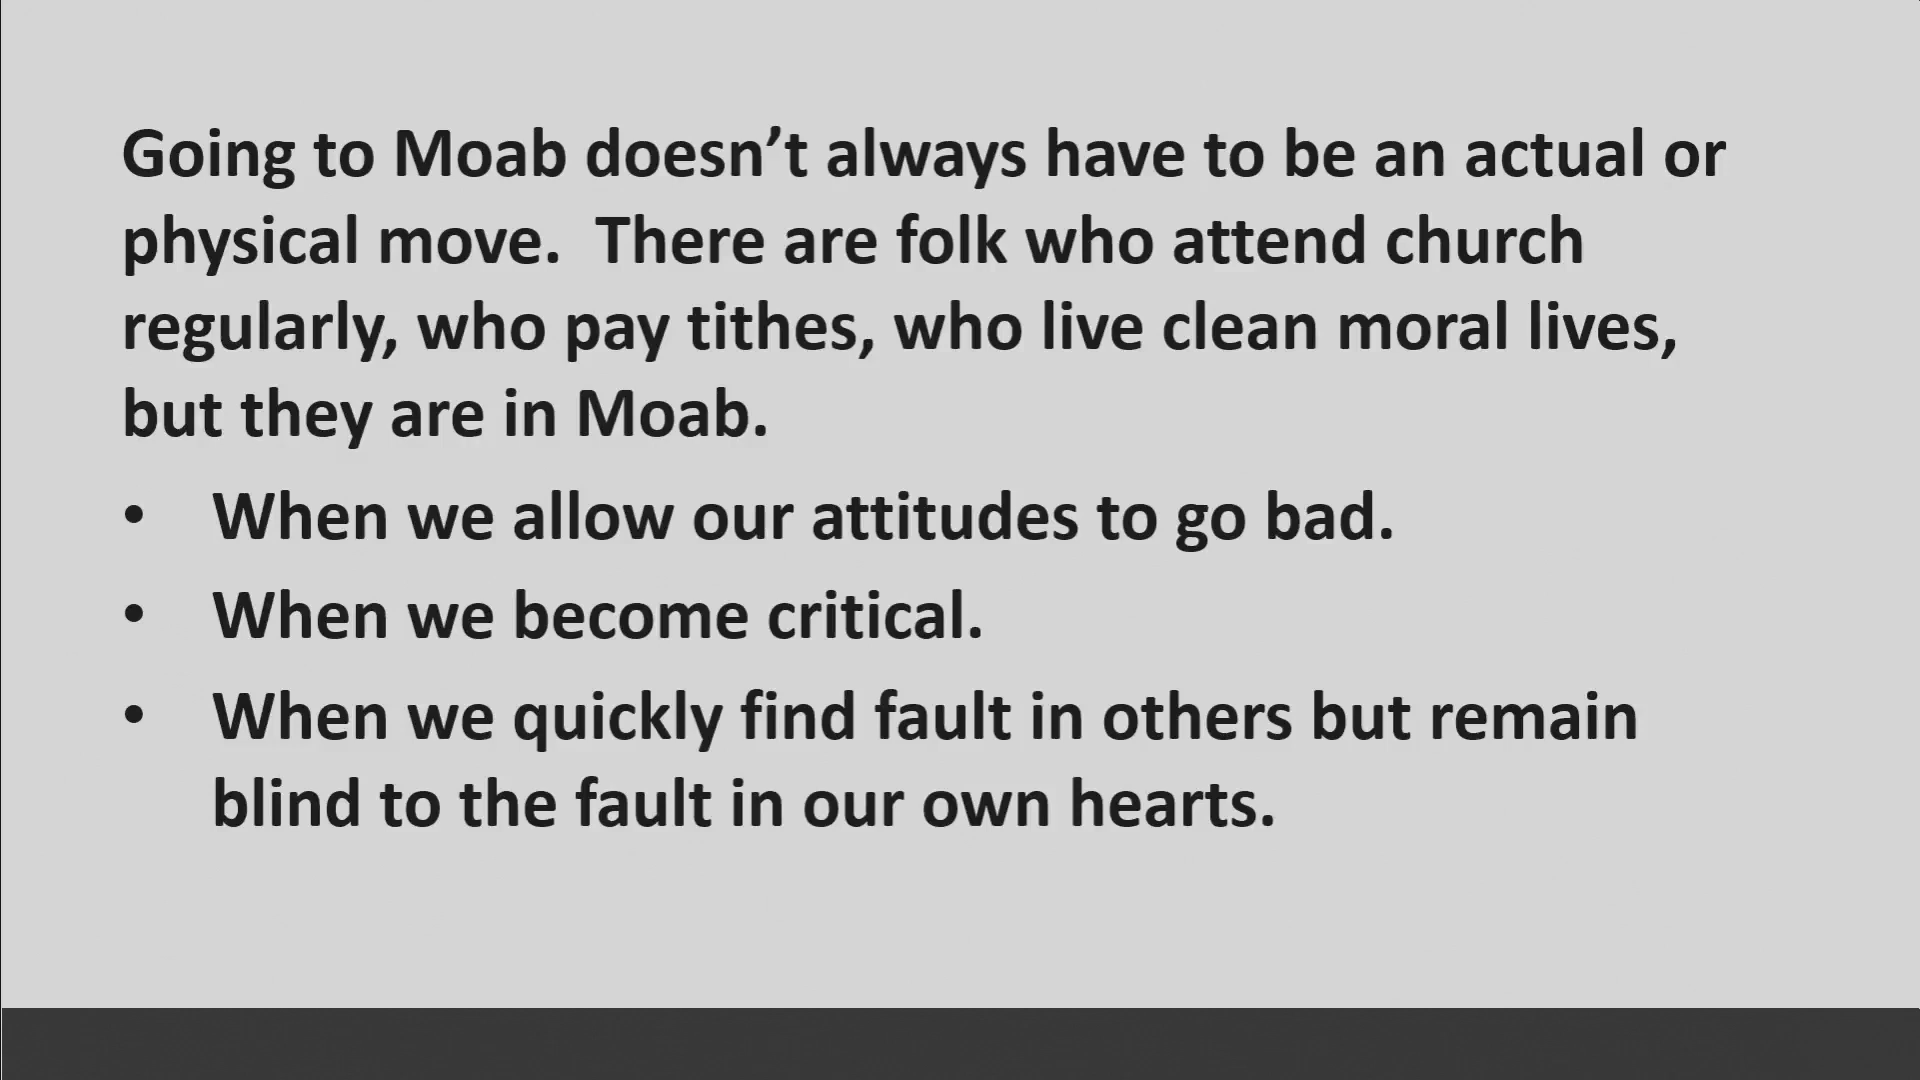 Going to Moab doesn’t always have to be an actual or
physical move.  There are folk who attend church
regularly, who pay tithes, who live clean moral lives,
but they are in Moab.
• When we allow our attitudes to go bad.
• When we become critical.
• When we quickly find fault in others but remain
blind to the fault in our own hearts.